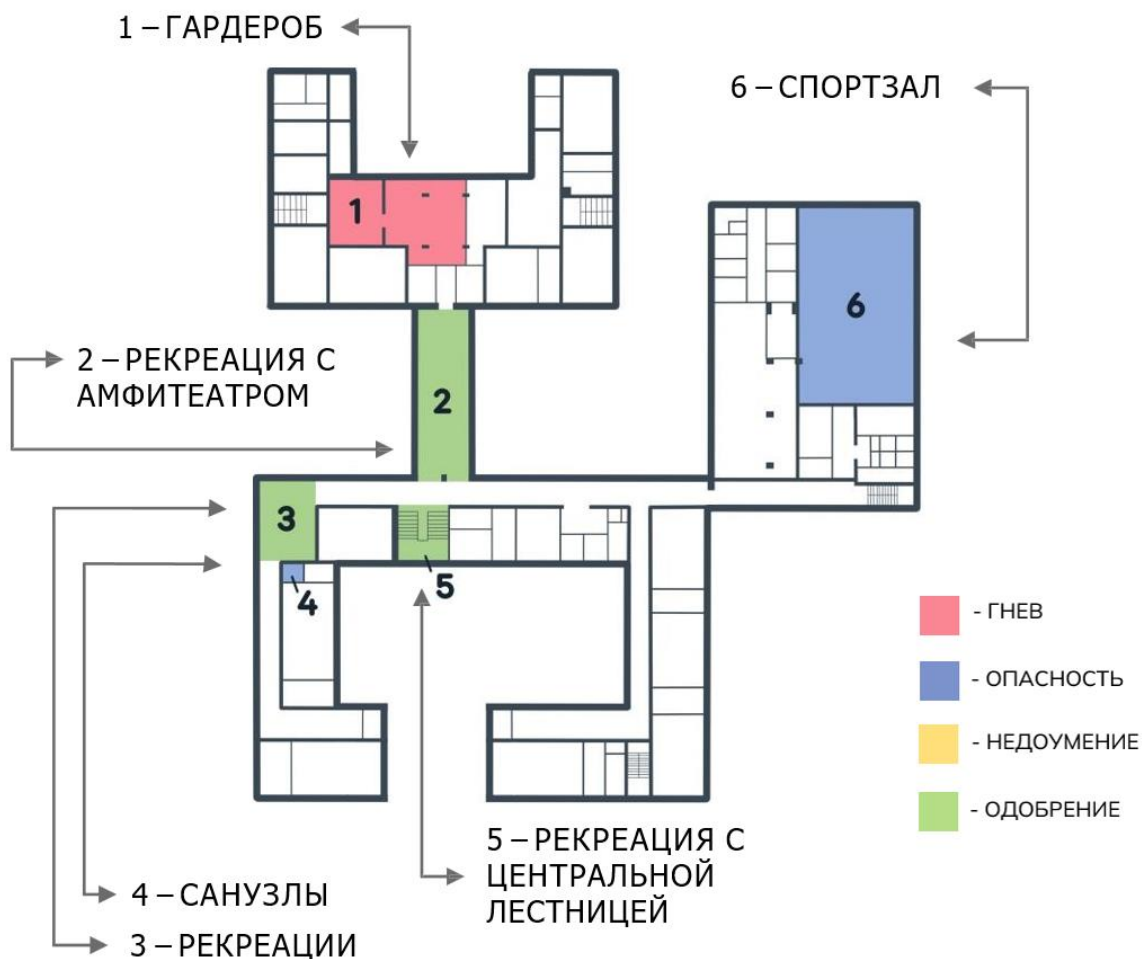 1 – ГАРДЕРОБ
6 – СПОРТЗАЛ
1
6
2 – РЕКРЕАЦИЯ С
АМФИТЕАТРОМ
2
3
5
4
- ГНЕВ
- ОПАСНОСТЬ
- НЕДОУМЕНИЕ
- ОДОБРЕНИЕ
5 – РЕКРЕАЦИЯ С
ЦЕНТРАЛЬНОЙ
ЛЕСТНИЦЕЙ
4 – САНУЗЛЫ
3 – РЕКРЕАЦИИ